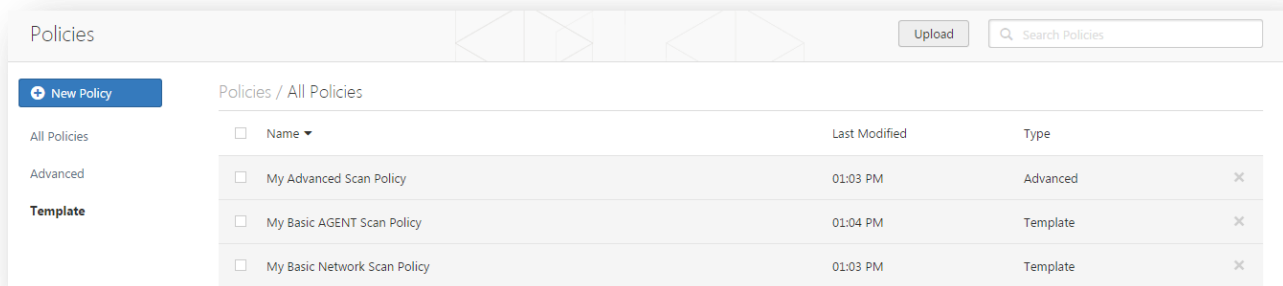 Policies
Upload
Search Policies
New Policy
Policies / All Policies
All Policies
Advanced
Template
Name Last Modified Type
My Advanced Scan Policy 01:03 PM Advanced
My Basic AGENT Scan Policy 01:04 PM Template
My Basic Network Scan Policy 01:03 PM Template